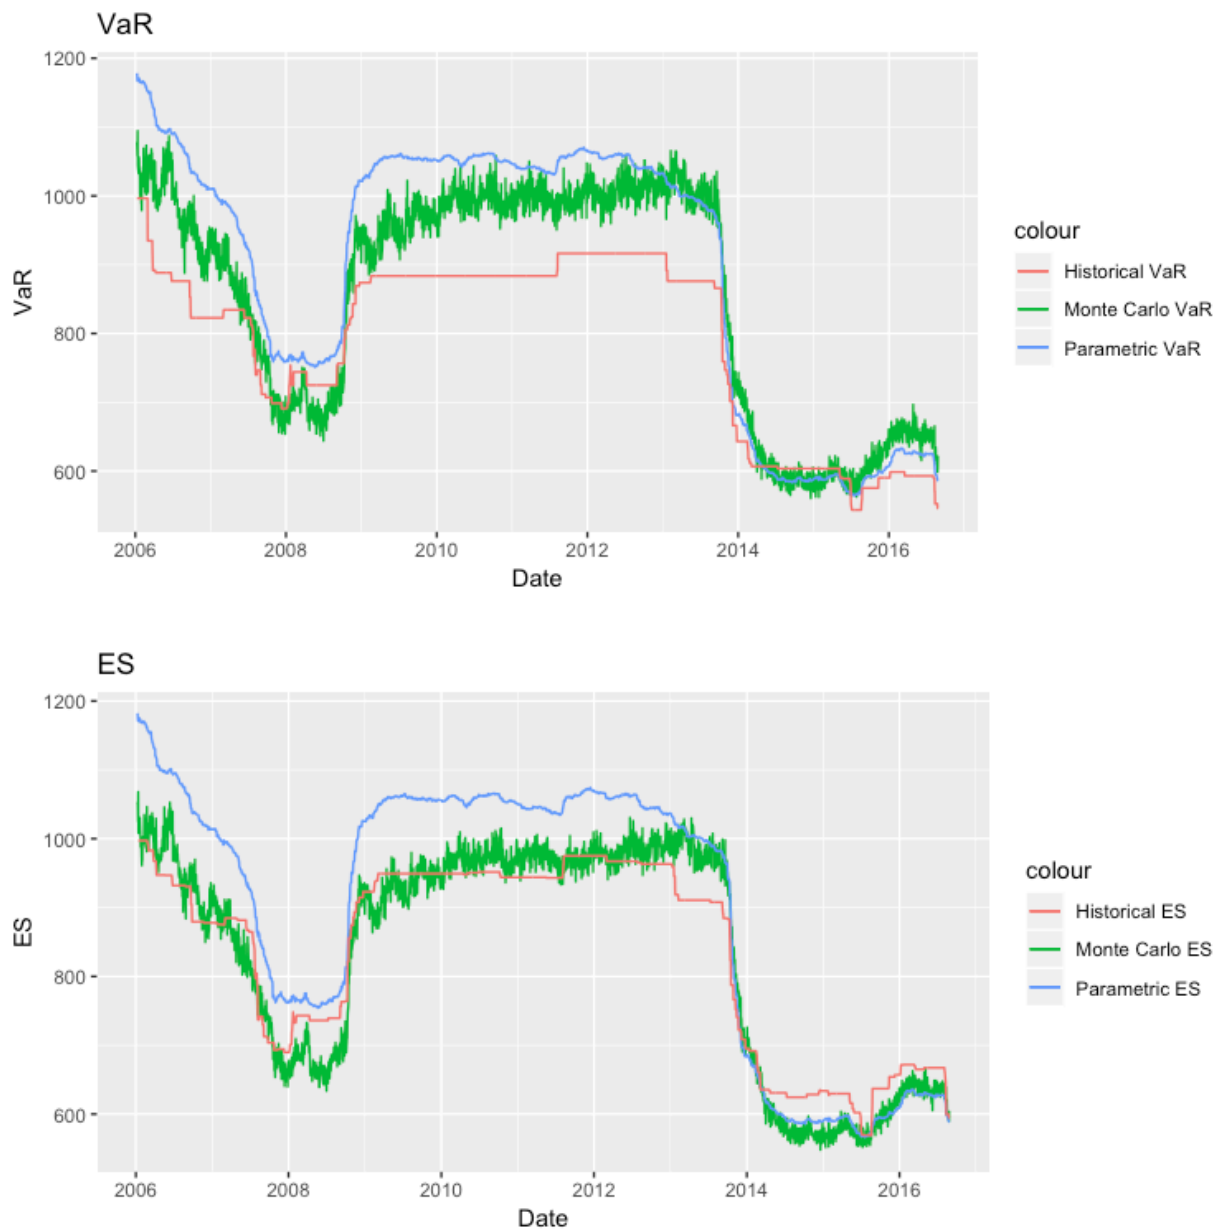 VaR
1200
1000
800
600
VaR
2006 2008 2010 2012 2014 2016
Date
colour
Historical VaR
Monte Carlo VaR
Parametric VaR
ES
1200
1000
800
600
ES
2006 2008 2010 2012 2014 2016
Date
colour
Historical ES
Monte Carlo ES
Parametric ES